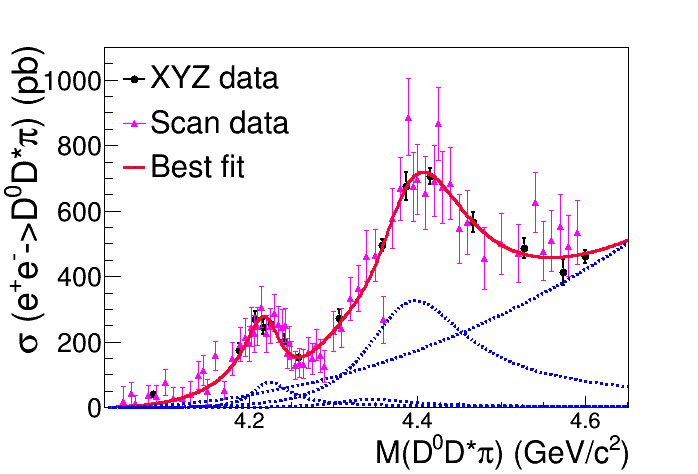 σ (e⁺e⁻->D⁰D*π) (pb)
1000
800
600
400
200
0
XYZ data
Scan data
Best fit
4.2 4.4 4.6
M(D⁰D*π) (GeV/c²)